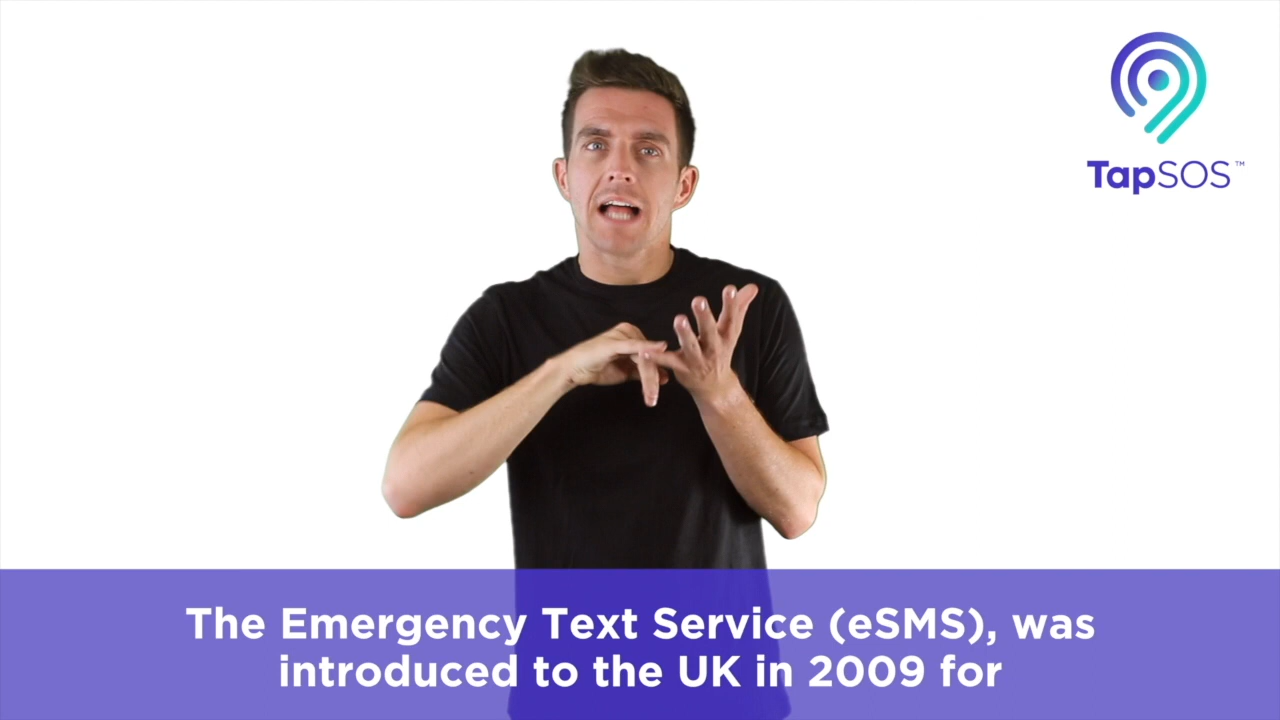 TapSOS™
The Emergency Text Service (eSMS), was
introduced to the UK in 2009 for